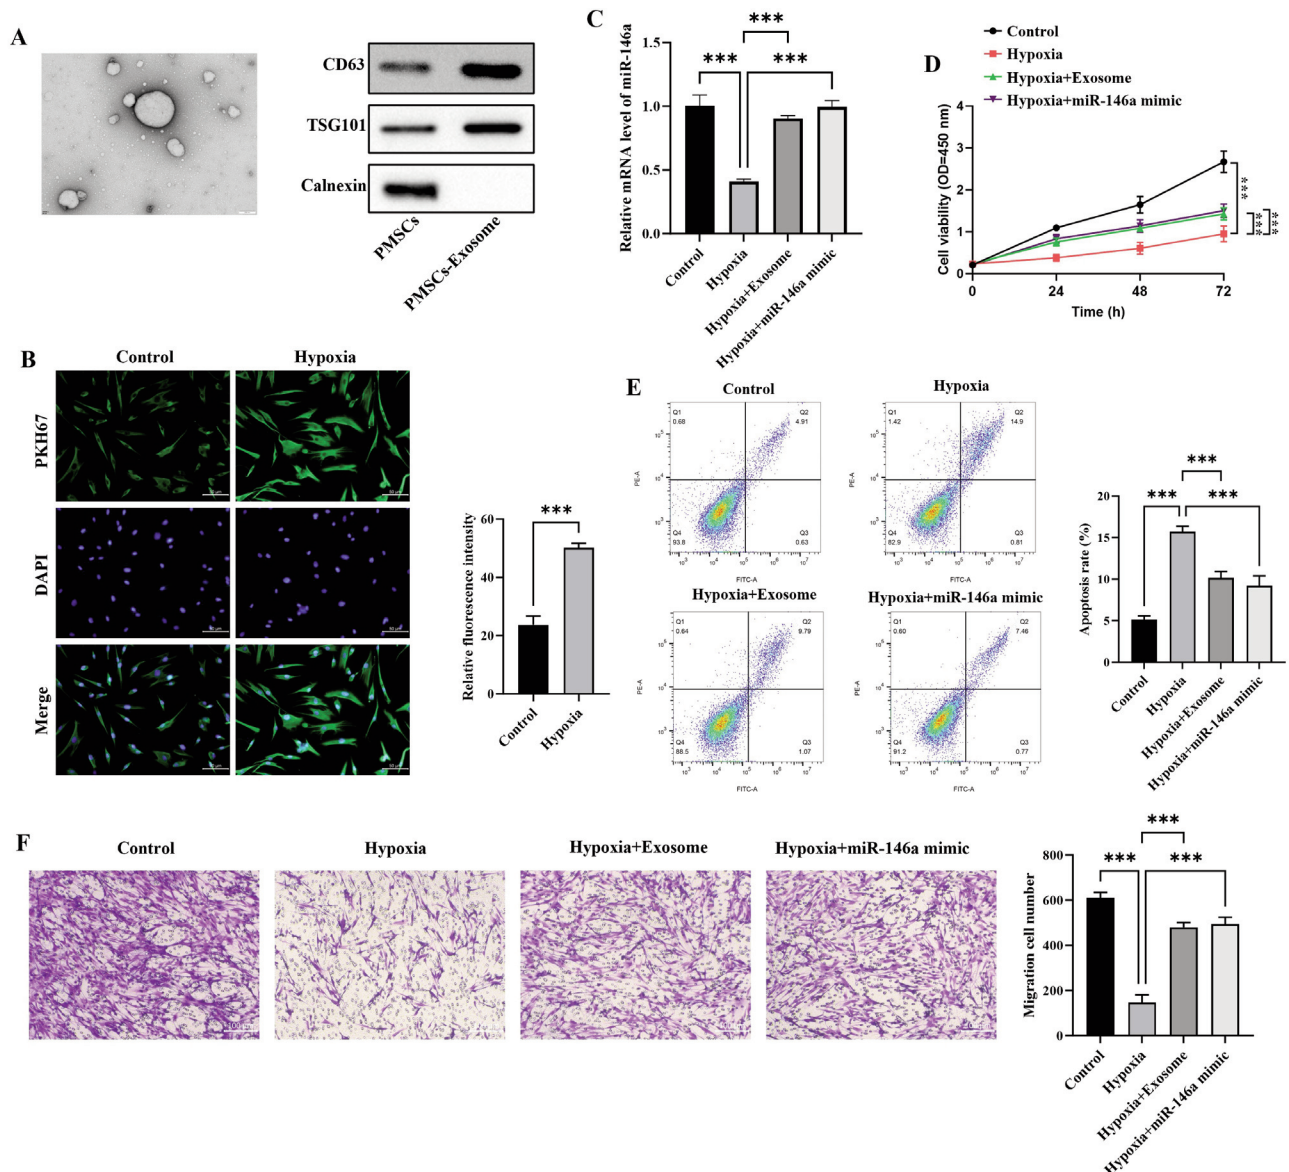 A
CD63
TSG101
Calnexin
PMSCs
PMSCs-Exosome
C
Relative mRNA level of miR-146a
1.5
1.0
0.5
0.0
***
***
***
Control
Hypoxia
Hypoxia+Exosome
Hypoxia+miR-146a mimic
D
Control
Hypoxia
Hypoxia+Exosome
Hypoxia+miR-146a mimic
Cell viability (OD=450 nm)
4
3
2
1
0
0
24
48
72
Time (h)
***
***
***
B
Control
Hypoxia
PKH67
DAPI
Merge
Relative fluorescence intensity
60
40
20
0
***
Control
Hypoxia
E
Control
Q1
0.68
Q2
4.91
Q4
93.8
Q3
0.63
PE-A
FITC-A
Hypoxia
Q1
1.42
Q2
14.9
Q4
82.9
Q3
0.81
PE-A
FITC-A
Hypoxia+Exosome
Q1
0.64
Q2
9.79
Q4
88.5
Q3
1.07
PE-A
FITC-A
Hypoxia+miR-146a mimic
Q1
0.60
Q2
7.46
Q4
91.2
Q3
0.77
PE-A
FITC-A
Apoptosis rate (%)
20
15
10
5
0
***
***
***
Control
Hypoxia
Hypoxia+Exosome
Hypoxia+miR-146a mimic
F
Control
Hypoxia
Hypoxia+Exosome
Hypoxia+miR-146a mimic
Migration cell number
800
600
400
200
0
***
***
***
Control
Hypoxia
Hypoxia+Exosome
Hypoxia+miR-146a mimic